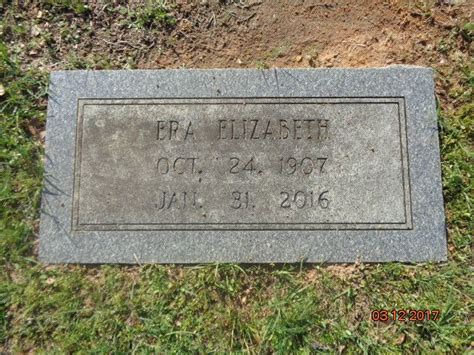 ERA ELIZABETH
OCT. 24. 1907
JAN. 31. 2016
03 12 2017